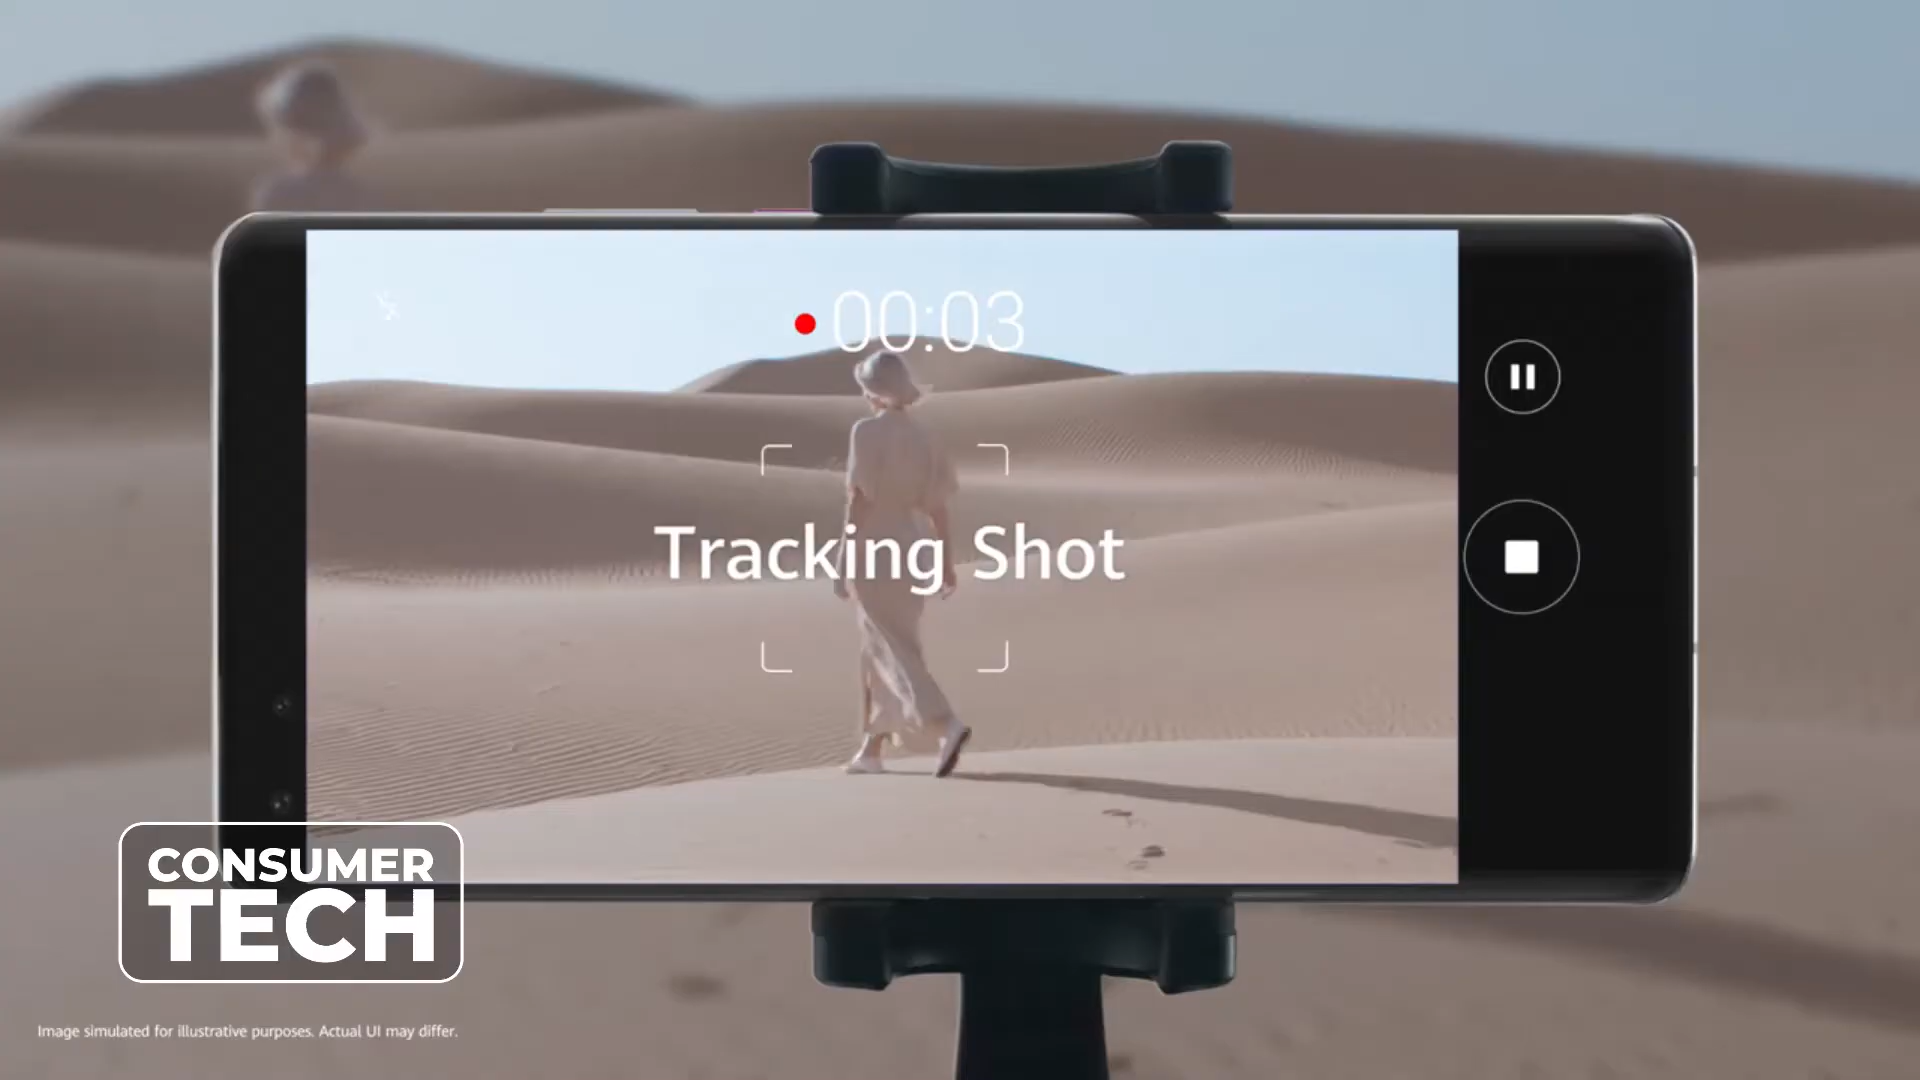 00:03
Tracking Shot
CONSUMER
TECH
Image simulated for illustrative purposes. Actual UI may differ.